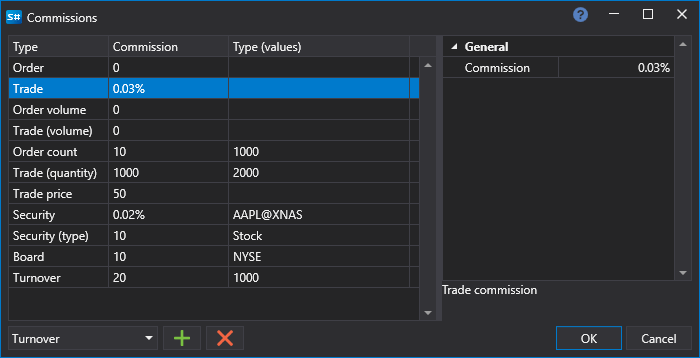 S# Commissions ?
Type Commission Type (values)
Order 0
Trade 0.03%
Order volume 0
Trade (volume) 0
Order count 10 1000
Trade (quantity) 1000 2000
Trade price 50
Security 0.02% AAPL@XNAS
Security (type) 10 Stock
Board 10 NYSE
Turnover 20 1000
General
Commission 0.03%
Trade commission
Turnover
OK Cancel